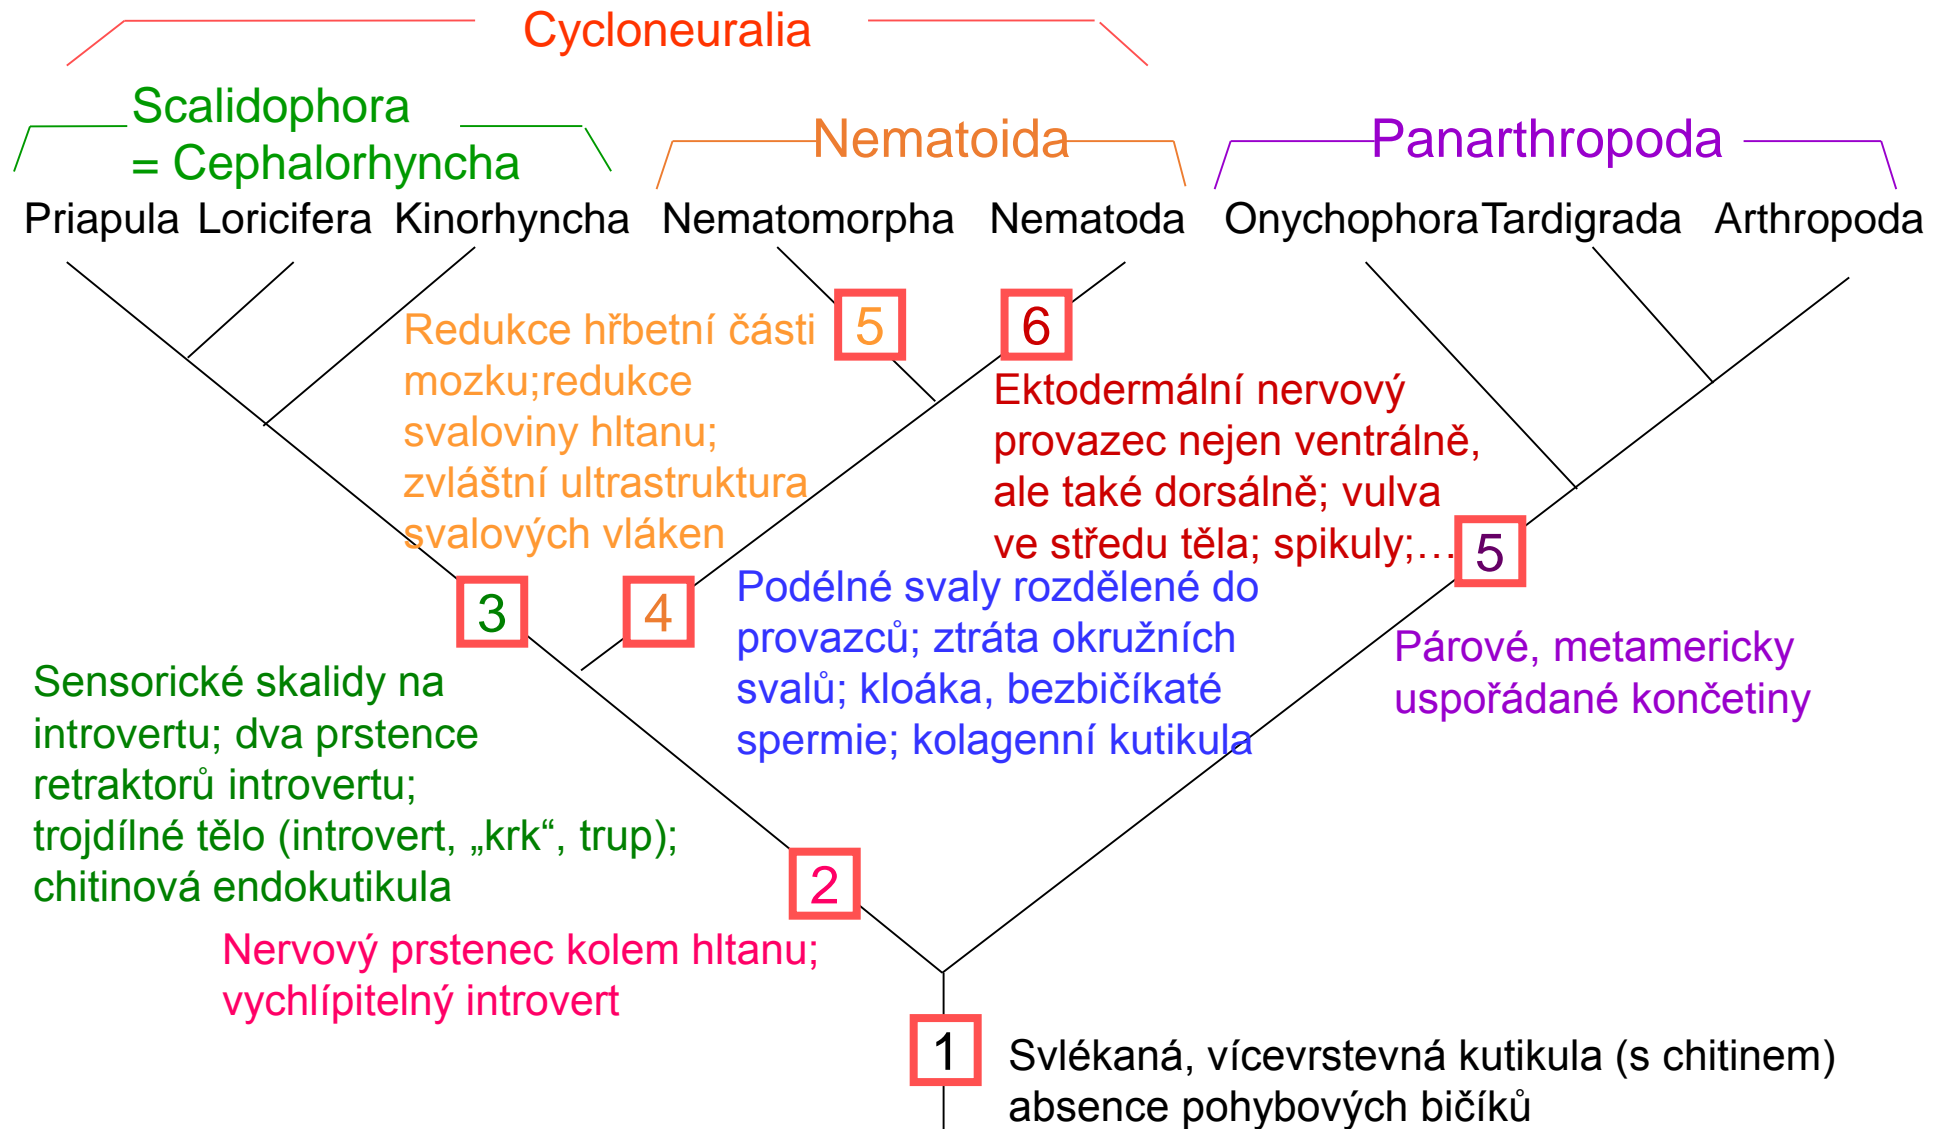 Cycloneuralia
Scalidophora
= Cephalorhyncha
Nematoida
Panarthropoda
Priapula Loricifera Kinorhyncha Nematomorpha Nematoda Onychophora Tardigrada Arthropoda
5
6
Redukce hřbetní části
mozku;redukce
svaloviny hltanu;
zvláštní ultrastruktura
svalových vláken
Ektodermální nervový
provazec nejen ventrálně,
ale také dorsálně; vulva
ve středu těla; spikuly;…
5
3
4
Podélné svaly rozdělené do
provazců; ztráta okružních
svalů; kloáka, bezbičíkaté
spermie; kolagenní kutikula
Párové, metamericky
uspořádané končetiny
Sensorické skalidy na
introvertu; dva prstence
retraktorů introvertu;
trojdílné tělo (introvert, „krk“, trup);
chitinová endokutikula
2
Nervový prstenec kolem hltanu;
vychlípitelný introvert
1
Svlékaná, vícevrstevná kutikula (s chitinem)
absence pohybových bičíků